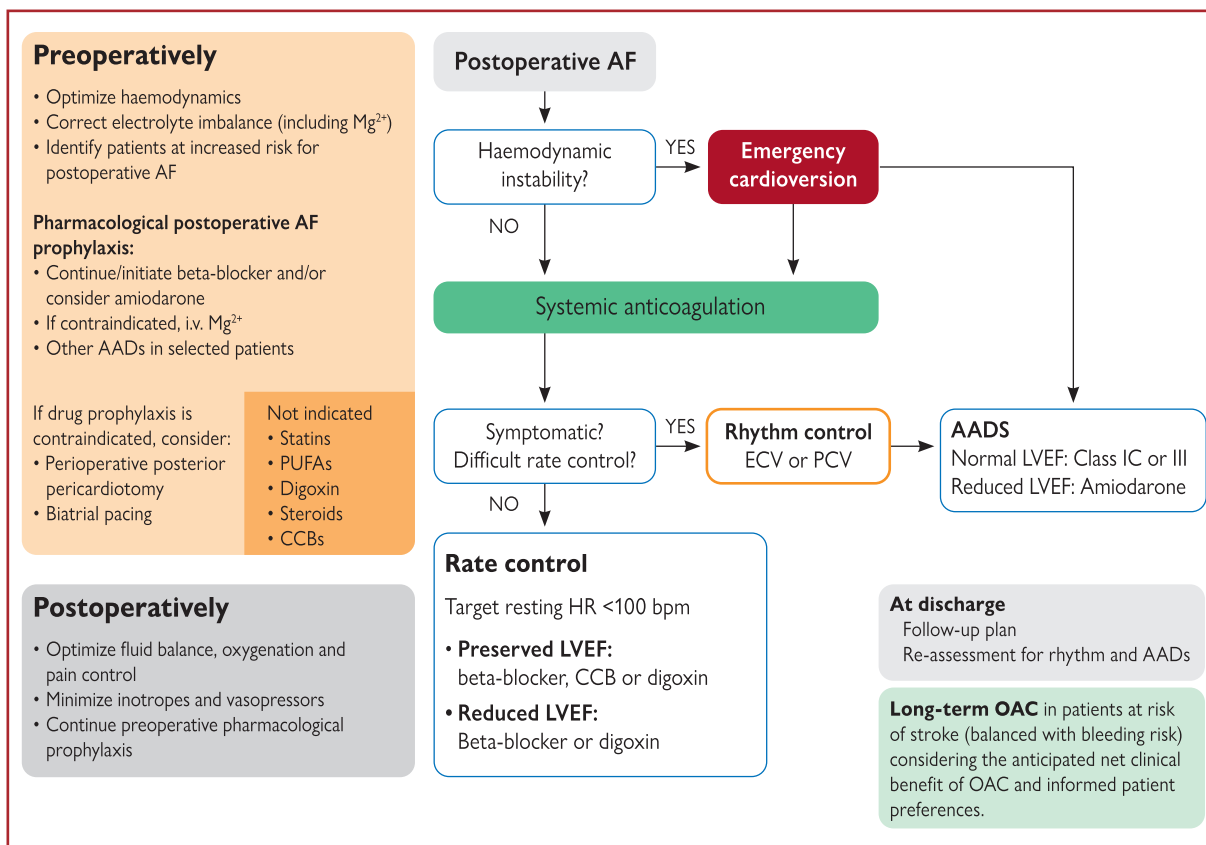 Preoperatively
• Optimize haemodynamics
• Correct electrolyte imbalance (including Mg²⁺)
• Identify patients at increased risk for
postoperative AF
Pharmacological postoperative AF
prophylaxis:
• Continue/initiate beta-blocker and/or
consider amiodarone
• If contraindicated, i.v. Mg²⁺
• Other AADs in selected patients
If drug prophylaxis is
contraindicated, consider:
• Perioperative posterior
pericardiotomy
• Biatrial pacing
Not indicated
• Statins
• PUFAs
• Digoxin
• Steroids
• CCBs
Postoperatively
• Optimize fluid balance, oxygenation and
pain control
• Minimize inotropes and vasopressors
• Continue preoperative pharmacological
prophylaxis
Postoperative AF
Haemodynamic
instability?
YES
Emergency
cardioversion
NO
Systemic anticoagulation
Symptomatic?
Difficult rate control?
YES
Rhythm control
ECV or PCV
AADS
Normal LVEF: Class IC or III
Reduced LVEF: Amiodarone
NO
Rate control
Target resting HR <100 bpm
• Preserved LVEF:
beta-blocker, CCB or digoxin
• Reduced LVEF:
Beta-blocker or digoxin
At discharge
Follow-up plan
Re-assessment for rhythm and AADs
Long-term OAC in patients at risk
of stroke (balanced with bleeding risk)
considering the anticipated net clinical
benefit of OAC and informed patient
preferences.